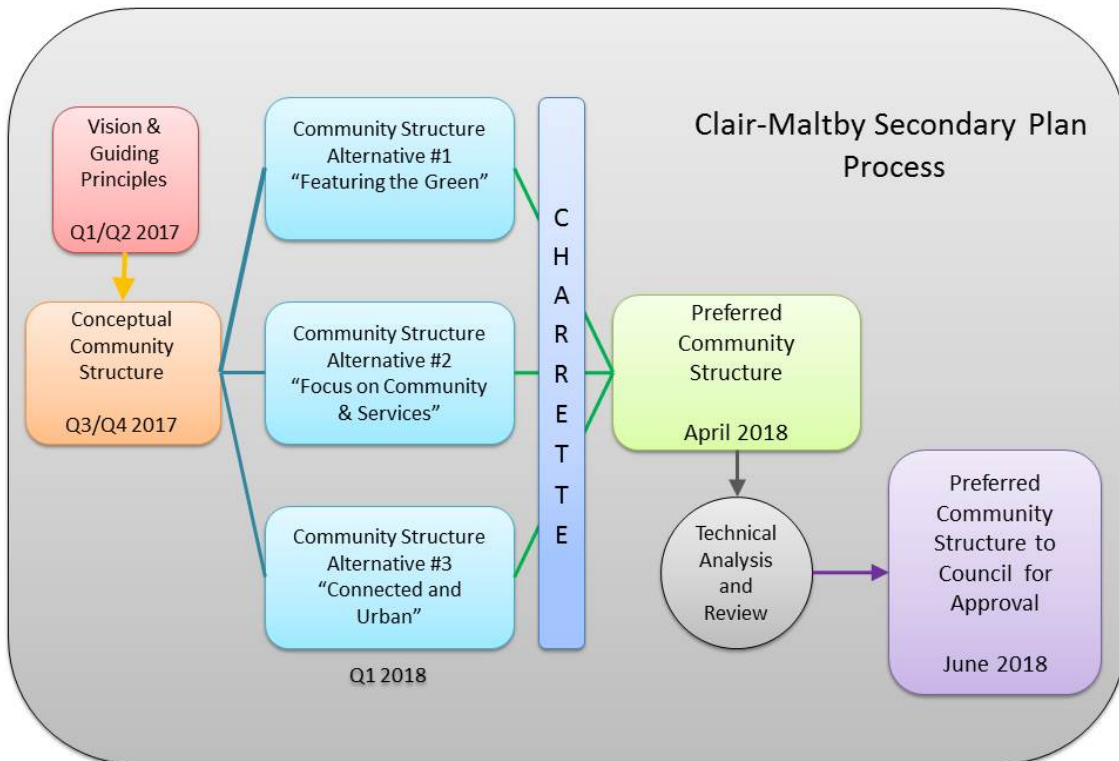 Clair-Maltby Secondary Plan
Process
Vision &
Guiding
Principles
Q1/Q2 2017
Conceptual
Community
Structure
Q3/Q4 2017
Community Structure
Alternative #1
“Featuring the Green”
Community Structure
Alternative #2
“Focus on Community
& Services”
Community Structure
Alternative #3
“Connected and
Urban”
Q1 2018
CHARRETTE
Preferred
Community
Structure
April 2018
Technical
Analysis
and
Review
Preferred
Community
Structure to
Council for
Approval
June 2018